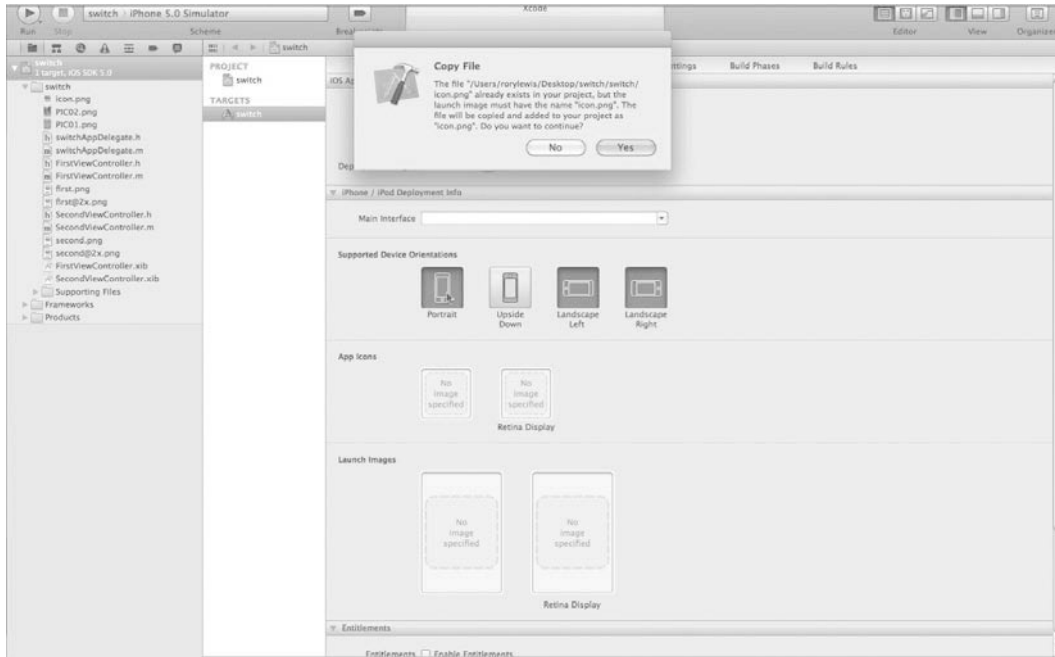 switch
iPhone 5.0 Simulator
Xcode
Run
Stop
Scheme
Editor
View
Organizer
switch
switch
1 target, iOS SDK 5.0
switch
icon.png
PIC02.png
PIC01.png
switchAppDelegate.h
switchAppDelegate.m
FirstViewController.h
FirstViewController.m
first.png
first@2x.png
SecondViewController.h
SecondViewController.m
second.png
second@2x.png
FirstViewController.xib
SecondViewController.xib
Supporting Files
Frameworks
Products
PROJECT
switch
TARGETS
switch
Build Phases
Build Rules
Copy File
The file "/Users/rorylewis/Desktop/switch/switch/
icon.png" already exists in your project, but the
launch image must have the name "icon.png". The
file will be copied and added to your project as
"icon.png". Do you want to continue?
No
Yes
iPhone / iPod Deployment Info
Main Interface
Supported Device Orientations
Portrait
Upside
Down
Landscape
Left
Landscape
Right
App Icons
No
image
specified
No
image
specified
Retina Display
Launch Images
No
image
specified
No
image
specified
Retina Display
Entitlements
Entitlements
Enable Entitlements